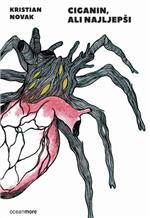 KRISTIAN
NOVAK
CIGANIN,
ALI NAJLJEPŠI
oceanmore